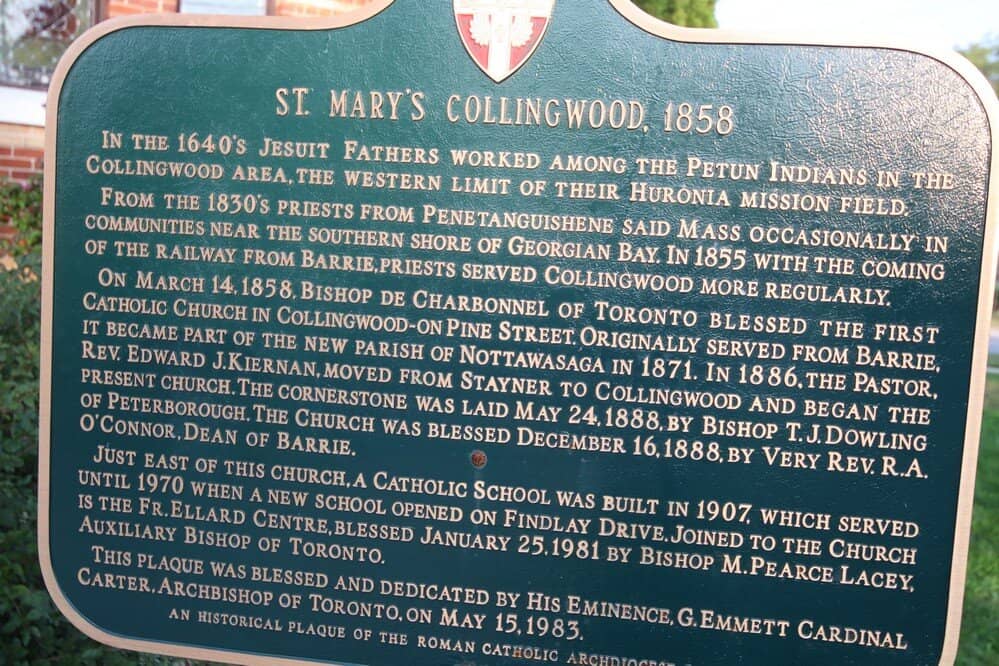 ST. MARY'S COLLINGWOOD, 1858
IN THE 1640'S JESUIT FATHERS WORKED AMONG THE PETUN INDIANS IN THE
COLLINGWOOD AREA, THE WESTERN LIMIT OF THEIR HURONIA MISSION FIELD.
FROM THE 1830'S PRIESTS FROM PENETANGUISHENE SAID MASS OCCASIONALLY IN
COMMUNITIES NEAR THE SOUTHERN SHORE OF GEORGIAN BAY. IN 1855 WITH THE COMING
OF THE RAILWAY FROM BARRIE, PRIESTS SERVED COLLINGWOOD MORE REGULARLY.
ON MARCH 14, 1858, BISHOP DE CHARBONNEL OF TORONTO BLESSED THE FIRST
CATHOLIC CHURCH IN COLLINGWOOD-ON PINE STREET. ORIGINALLY SERVED FROM BARRIE,
IT BECAME PART OF THE NEW PARISH OF NOTTAWASAGA IN 1871. IN 1886, THE PASTOR,
REV. EDWARD J. KIERNAN, MOVED FROM STAYNER TO COLLINGWOOD AND BEGAN THE
PRESENT CHURCH. THE CORNERSTONE WAS LAID MAY 24, 1888, BY BISHOP T. J. DOWLING
OF PETERBOROUGH. THE CHURCH WAS BLESSED DECEMBER 16, 1888, BY VERY REV. R.A.
O'CONNOR, DEAN OF BARRIE.
JUST EAST OF THIS CHURCH, A CATHOLIC SCHOOL WAS BUILT IN 1907, WHICH SERVED
UNTIL 1970 WHEN A NEW SCHOOL OPENED ON FINDLAY DRIVE. JOINED TO THE CHURCH
IS THE FR. ELLARD CENTRE, BLESSED JANUARY 25, 1981 BY BISHOP M. PEARCE LACEY,
AUXILIARY BISHOP OF TORONTO.
THIS PLAQUE WAS BLESSED AND DEDICATED BY HIS EMINENCE, G. EMMETT CARDINAL
CARTER, ARCHBISHOP OF TORONTO, ON MAY 15, 1983.
AN HISTORICAL PLAQUE OF THE ROMAN CATHOLIC ARCHDIOCESE